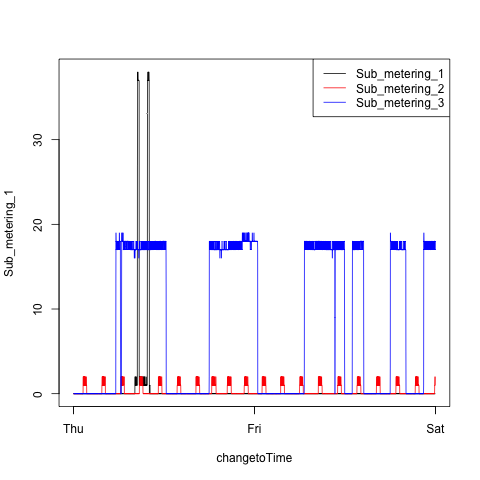 Sub_metering_1
Sub_metering_2
Sub_metering_3
Sub_metering_1
30
20
10
0
Thu Fri Sat
changetoTime